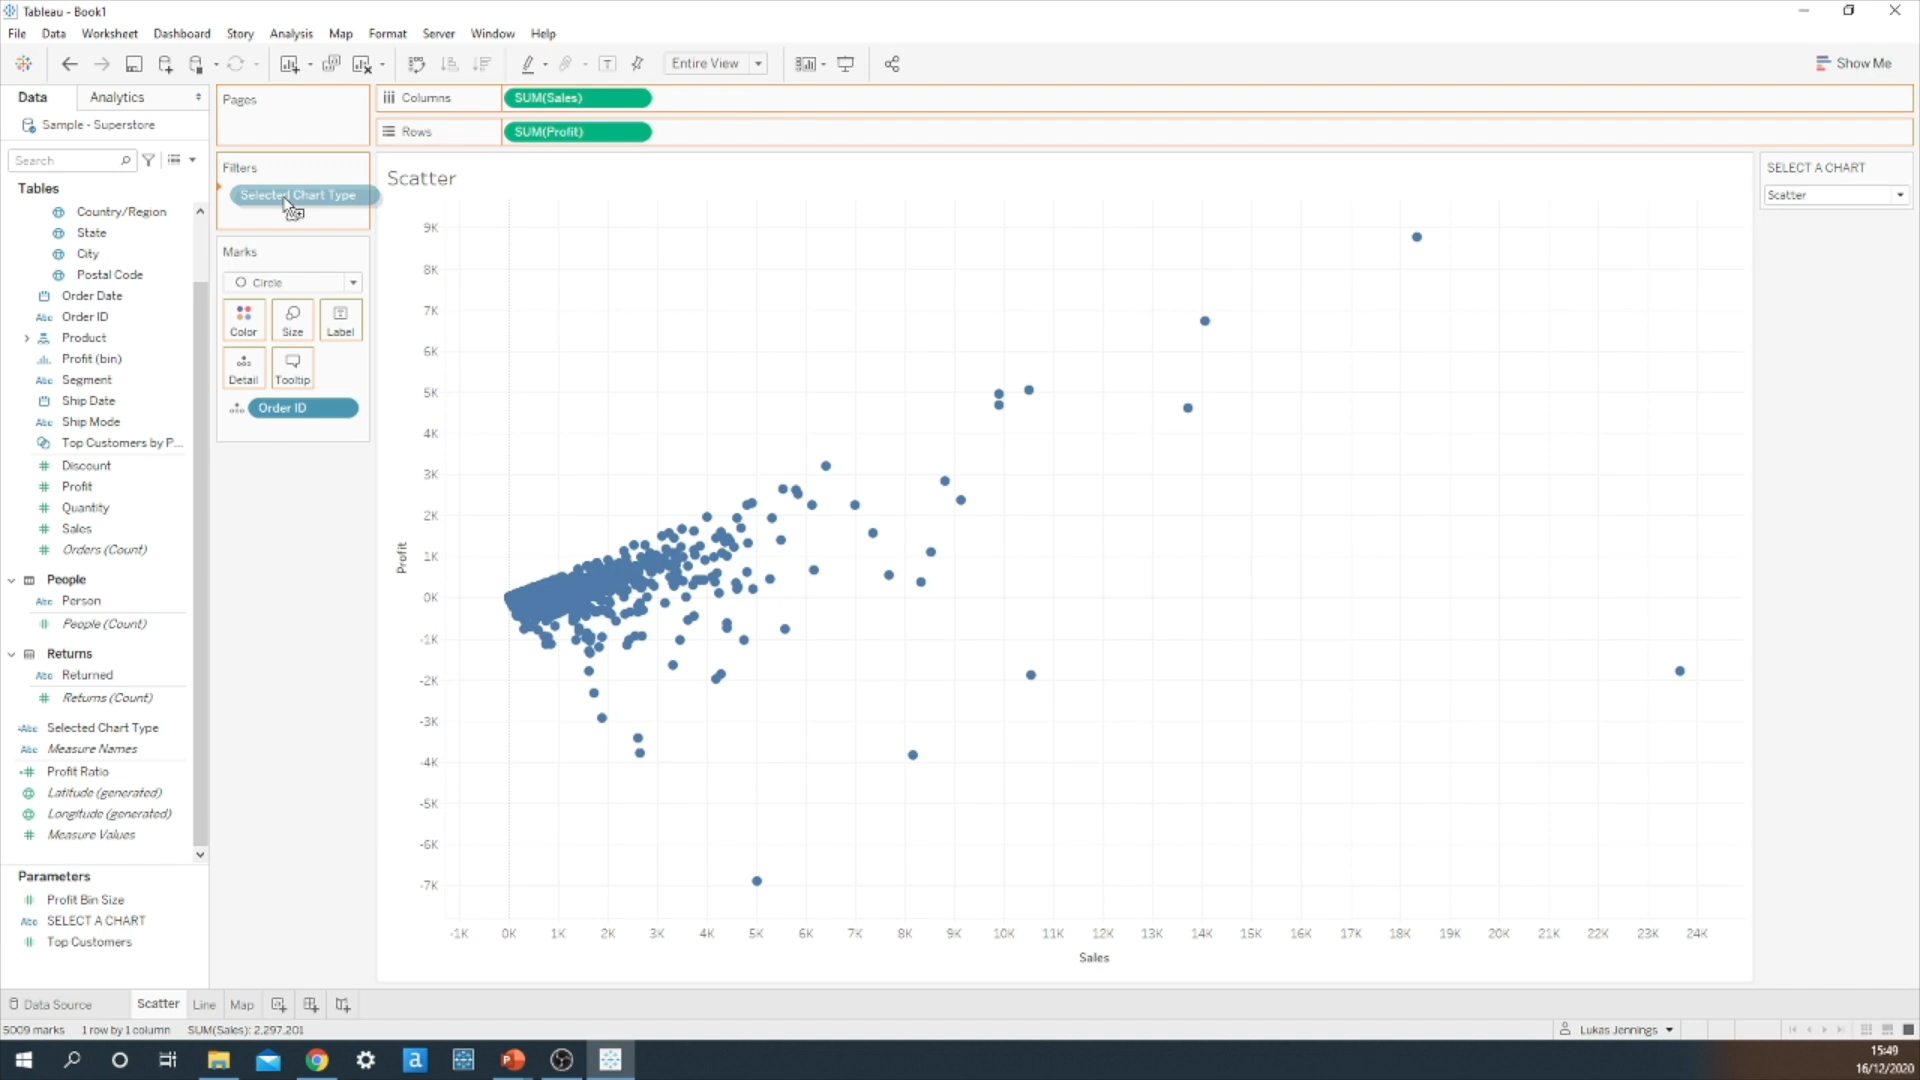 Tableau - Book1
File Data Worksheet Dashboard Story Analysis Map Format Server Window Help
Entire View
Show Me
Data Analytics
Pages
Columns SUM(Sales)
Sample - Superstore
Rows SUM(Profit)
Search
Filters
Selected Chart Type
Scatter
SELECT A CHART
Scatter
Tables
Country/Region
State
City
Postal Code
Order Date
Abc Order ID
Product
Profit (bin)
Abc Segment
Ship Date
Abc Ship Mode
Top Customers by P...
Discount
Profit
Quantity
Sales
Orders (Count)
People
Abc Person
People (Count)
Returns
Abc Returned
Returns (Count)
Abc Selected Chart Type
Abc Measure Names
Profit Ratio
Latitude (generated)
Longitude (generated)
Measure Values
Parameters
Profit Bin Size
Abc SELECT A CHART
Top Customers
Marks
Circle
Color Size Label
Detail Tooltip
Order ID
9K
8K
7K
6K
5K
4K
3K
2K
1K
0K
-1K
-2K
-3K
-4K
-5K
-6K
-7K
Profit
-1K 0K 1K 2K 3K 4K 5K 6K 7K 8K 9K 10K 11K 12K 13K 14K 15K 16K 17K 18K 19K 20K 21K 22K 23K 24K
Sales
Data Source Scatter Line Map
5009 marks 1 row by 1 column SUM(Sales): 2,297,201
Lukas Jennings
15:49
16/12/2020